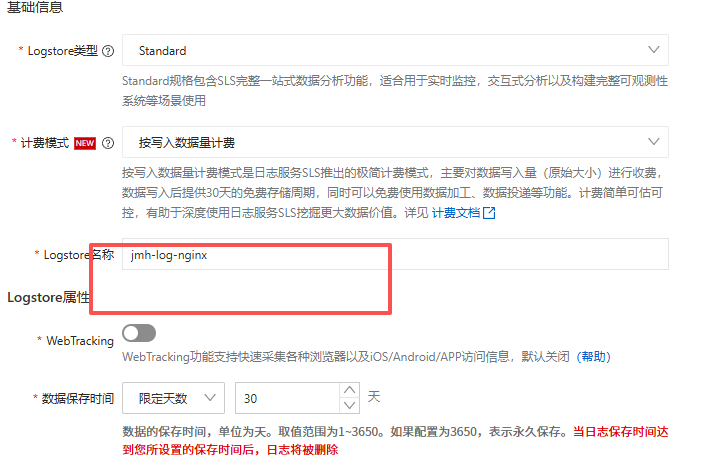 基础信息
* Logstore类型 Standard
Standard规格包含SLS完整一站式数据分析功能，适合用于实时监控，交互式分析以及构建完整可观测性
系统等场景使用
* 计费模式 NEW 按写入数据量计费
按写入数据量计费模式是日志服务SLS推出的极简计费模式，主要对数据写入量（原始大小）进行收费，
数据写入后提供30天的免费存储周期，同时可以免费使用数据加工、数据投递等功能。计费简单可估可
控，有助于深度使用日志服务SLS挖掘更大数据价值。详见 计费文档
* Logstore名称 jmh-log-nginx
Logstore属性
* WebTracking
WebTracking功能支持快速采集各种浏览器以及iOS/Android/APP访问信息，默认关闭（帮助）
* 数据保存时间 限定天数 30 天
数据的保存时间，单位为天。取值范围为1~3650。如果配置为3650，表示永久保存。当日志保存时间达
到您所设置的保存时间后，日志将被删除